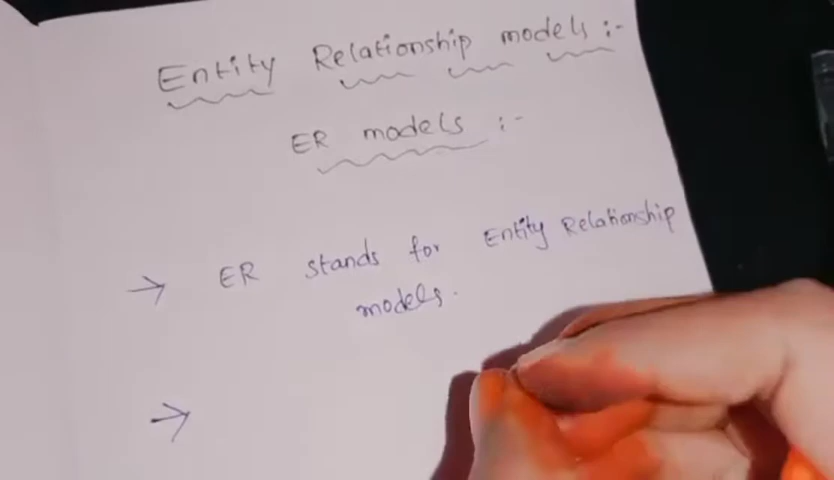 Entity Relationship models :-
ER models :-
→ ER stands for Entity Relationship
models.
→